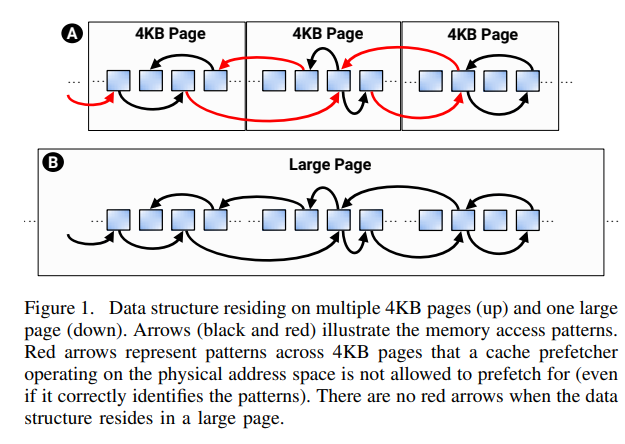 A
4KB Page 4KB Page 4KB Page
... ... ... ... ...
B
Large Page
... ... ... ... ...
Figure 1. Data structure residing on multiple 4KB pages (up) and one large
page (down). Arrows (black and red) illustrate the memory access patterns.
Red arrows represent patterns across 4KB pages that a cache prefetcher
operating on the physical address space is not allowed to prefetch for (even
if it correctly identifies the patterns). There are no red arrows when the data
structure resides in a large page.